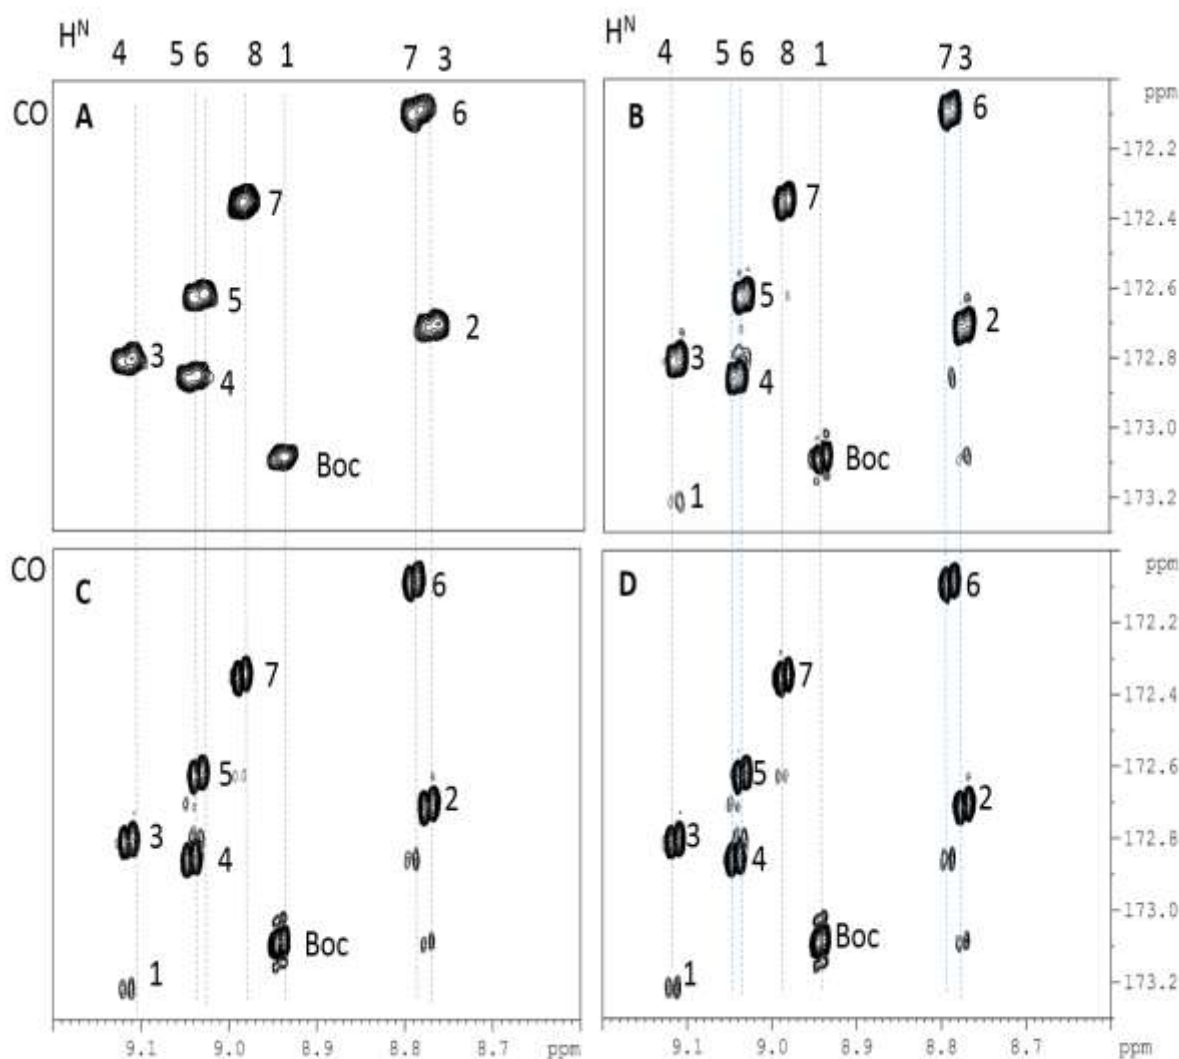 H^N H^N
4 5 6 8 1 7 3 4 5 6 8 1 7 3
CO A 6 B 6 ppm
172.2
7 7 172.4
5 5 172.6
2 2
3 3 172.8
4 4
173.0
Boc Boc
1 173.2
CO C 6 D 6 ppm
172.2
7 7 172.4
5 5 172.6
2 2
3 3 172.8
4 4
173.0
Boc Boc
1 1 173.2
9.1 9.0 8.9 8.8 8.7 ppm 9.1 9.0 8.9 8.8 8.7 ppm